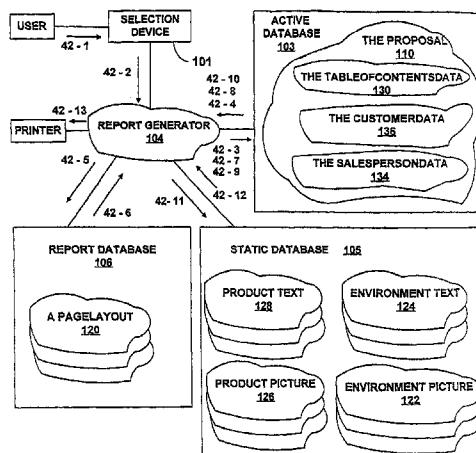 USER
42 - 1
SELECTION
DEVICE
101
42 - 2
42 - 10
42 - 8
42 - 4
42 - 13
PRINTER
REPORT GENERATOR
104
42 - 3
42 - 7
42 - 9
42 - 5
42 - 6
42 - 11
42 - 12
ACTIVE
DATABASE
103
THE PROPOSAL
110
THE TABLEOFCONTENTSDATA
130
THE CUSTOMERDATA
136
THE SALESPERSONDATA
134
REPORT DATABASE
106
A PAGELAYOUT
120
STATIC DATABASE 105
PRODUCT TEXT
128
ENVIRONMENT TEXT
124
PRODUCT PICTURE
126
ENVIRONMENT PICTURE
122